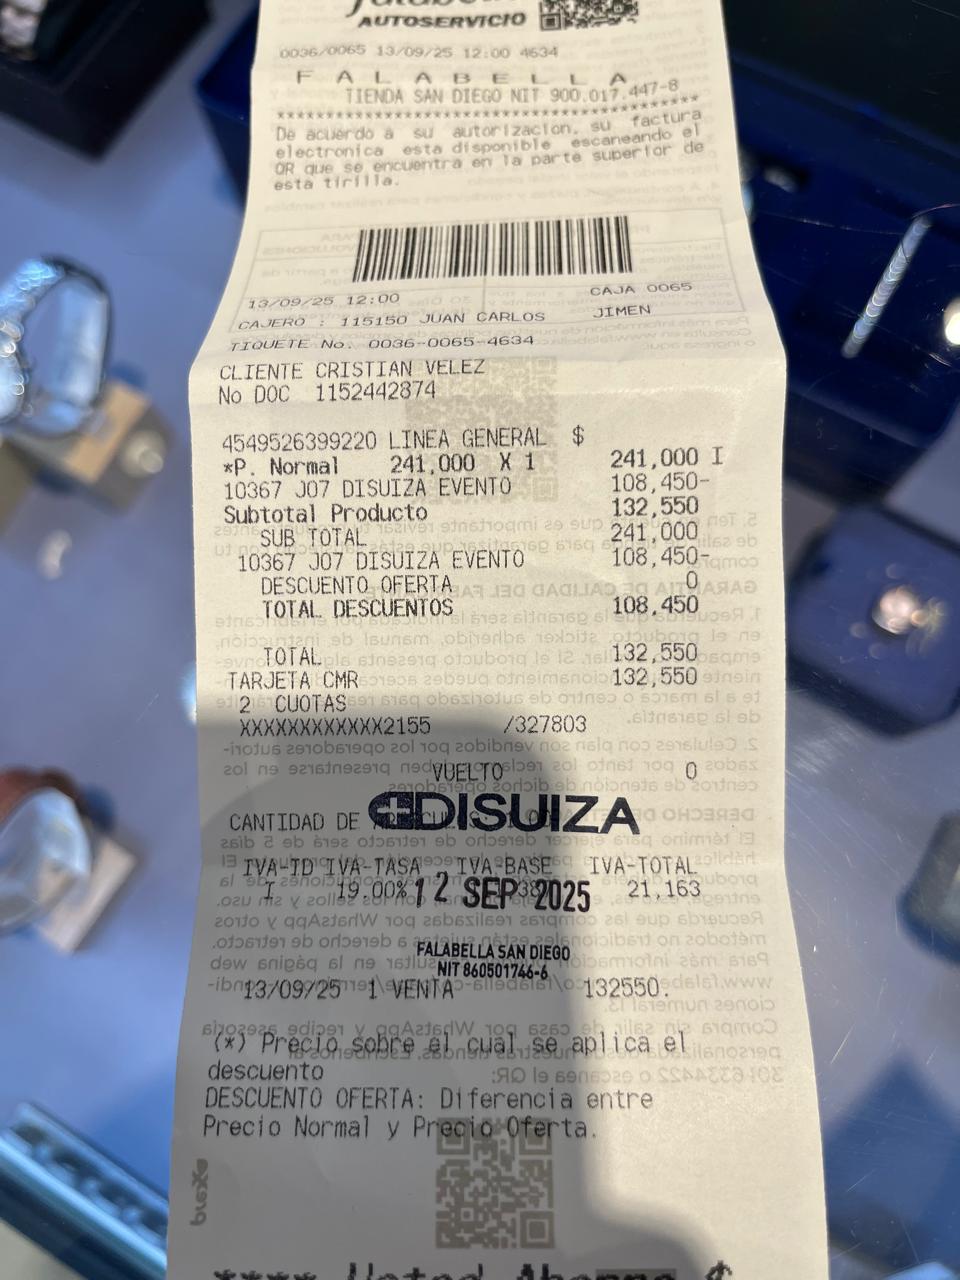 AUTOSERVICIO
0036/0065 13/09/25 12:00 4634
F A L A B E L L A
TIENDA SAN DIEGO NIT 900.017.447-8
De acuerdo a su autorizacion, su factura
electronica esta disponible escaneando el
QR que se encuentra en la parte superior de
esta tirilla.
13/09/25 12:00 CAJA 0065
CAJERO : 115150 JUAN CARLOS JIMEN
TIQUETE No. 0036-0065-4634
CLIENTE CRISTIAN VELEZ
No DOC 1152442874
4549526399220 LINEA GENERAL $
*P. Normal 241,000 X 1 241,000 I
10367 J07 DISUIZA EVENTO 108,450-
Subtotal Producto 132,550
SUB TOTAL 241,000
10367 J07 DISUIZA EVENTO 108,450-
DESCUENTO OFERTA 0
TOTAL DESCUENTOS 108,450
TOTAL 132,550
TARJETA CMR 132,550
2 CUOTAS
XXXXXXXXXXXX2155 /327803
VUELTO 0
DISUIZA
CANTIDAD DE
IVA-ID IVA-TASA IVA-BASE IVA-TOTAL
I 19.00% 21,163
12 SEP 2025
FALABELLA SAN DIEGO
NIT 860501746-6
13/09/25 1 VENTA 132550.
(*) Precio sobre el cual se aplica el
descuento
DESCUENTO OFERTA: Diferencia entre
Precio Normal y Precio Oferta.
**** Usted Ahorro $